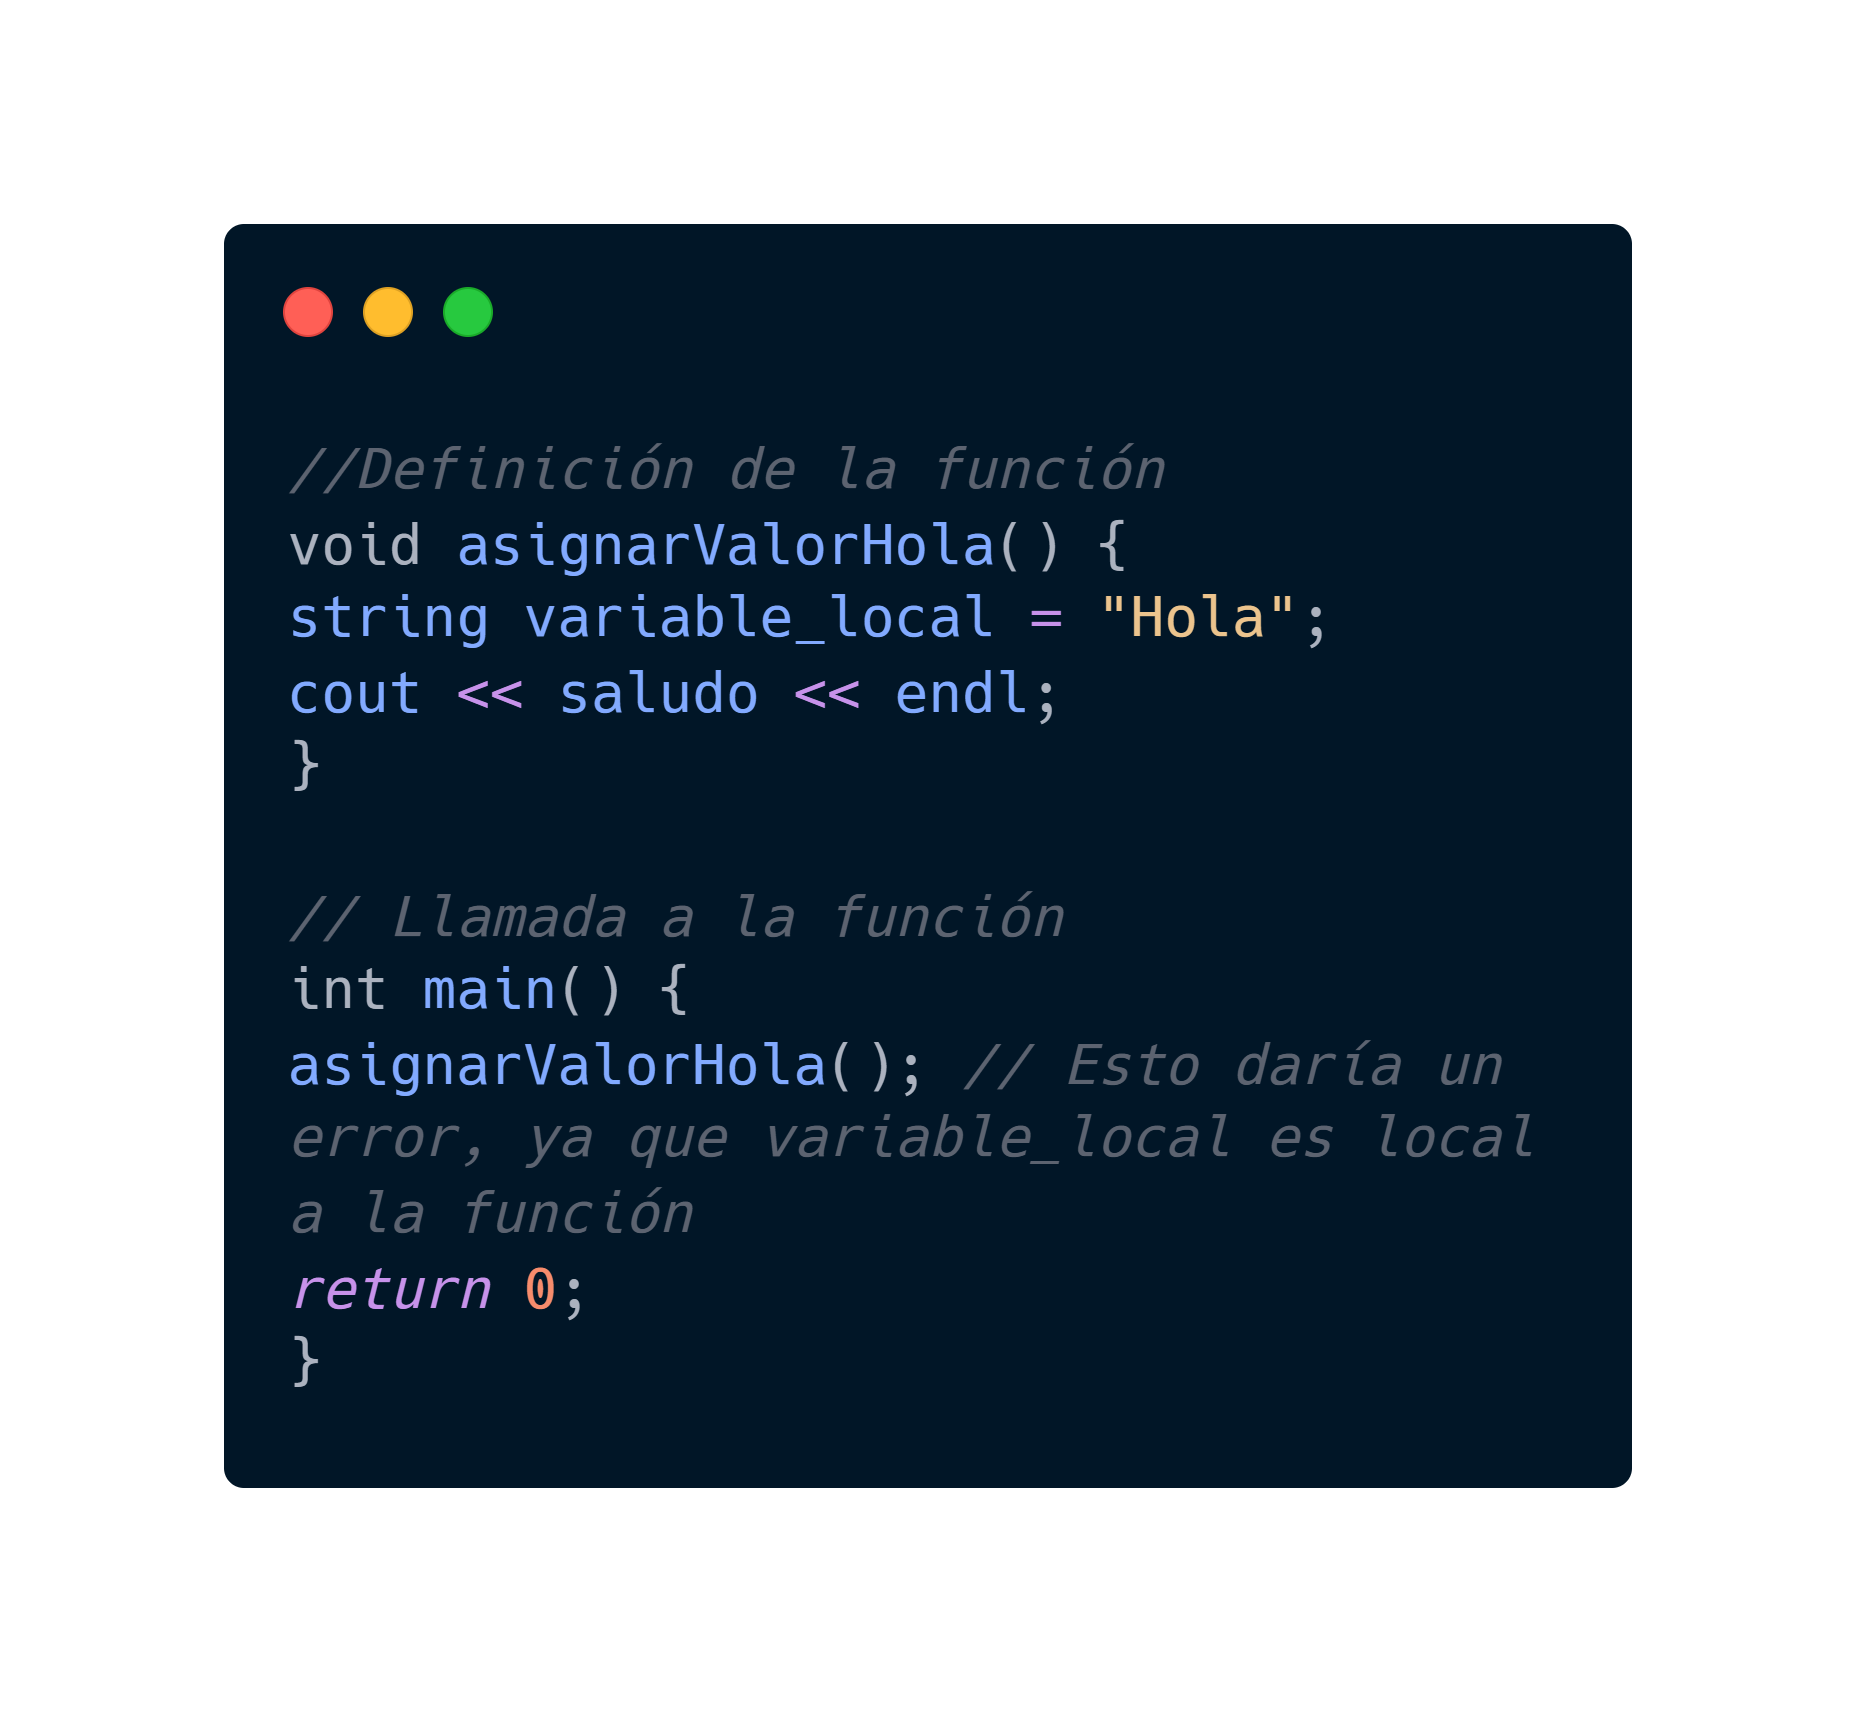 //Definición de la función
void asignarValorHola() {
string variable_local = "Hola";
cout << saludo << endl;
}
// Llamada a la función
int main() {
asignarValorHola(); // Esto daría un
error, ya que variable_local es local
a la función
return 0;
}